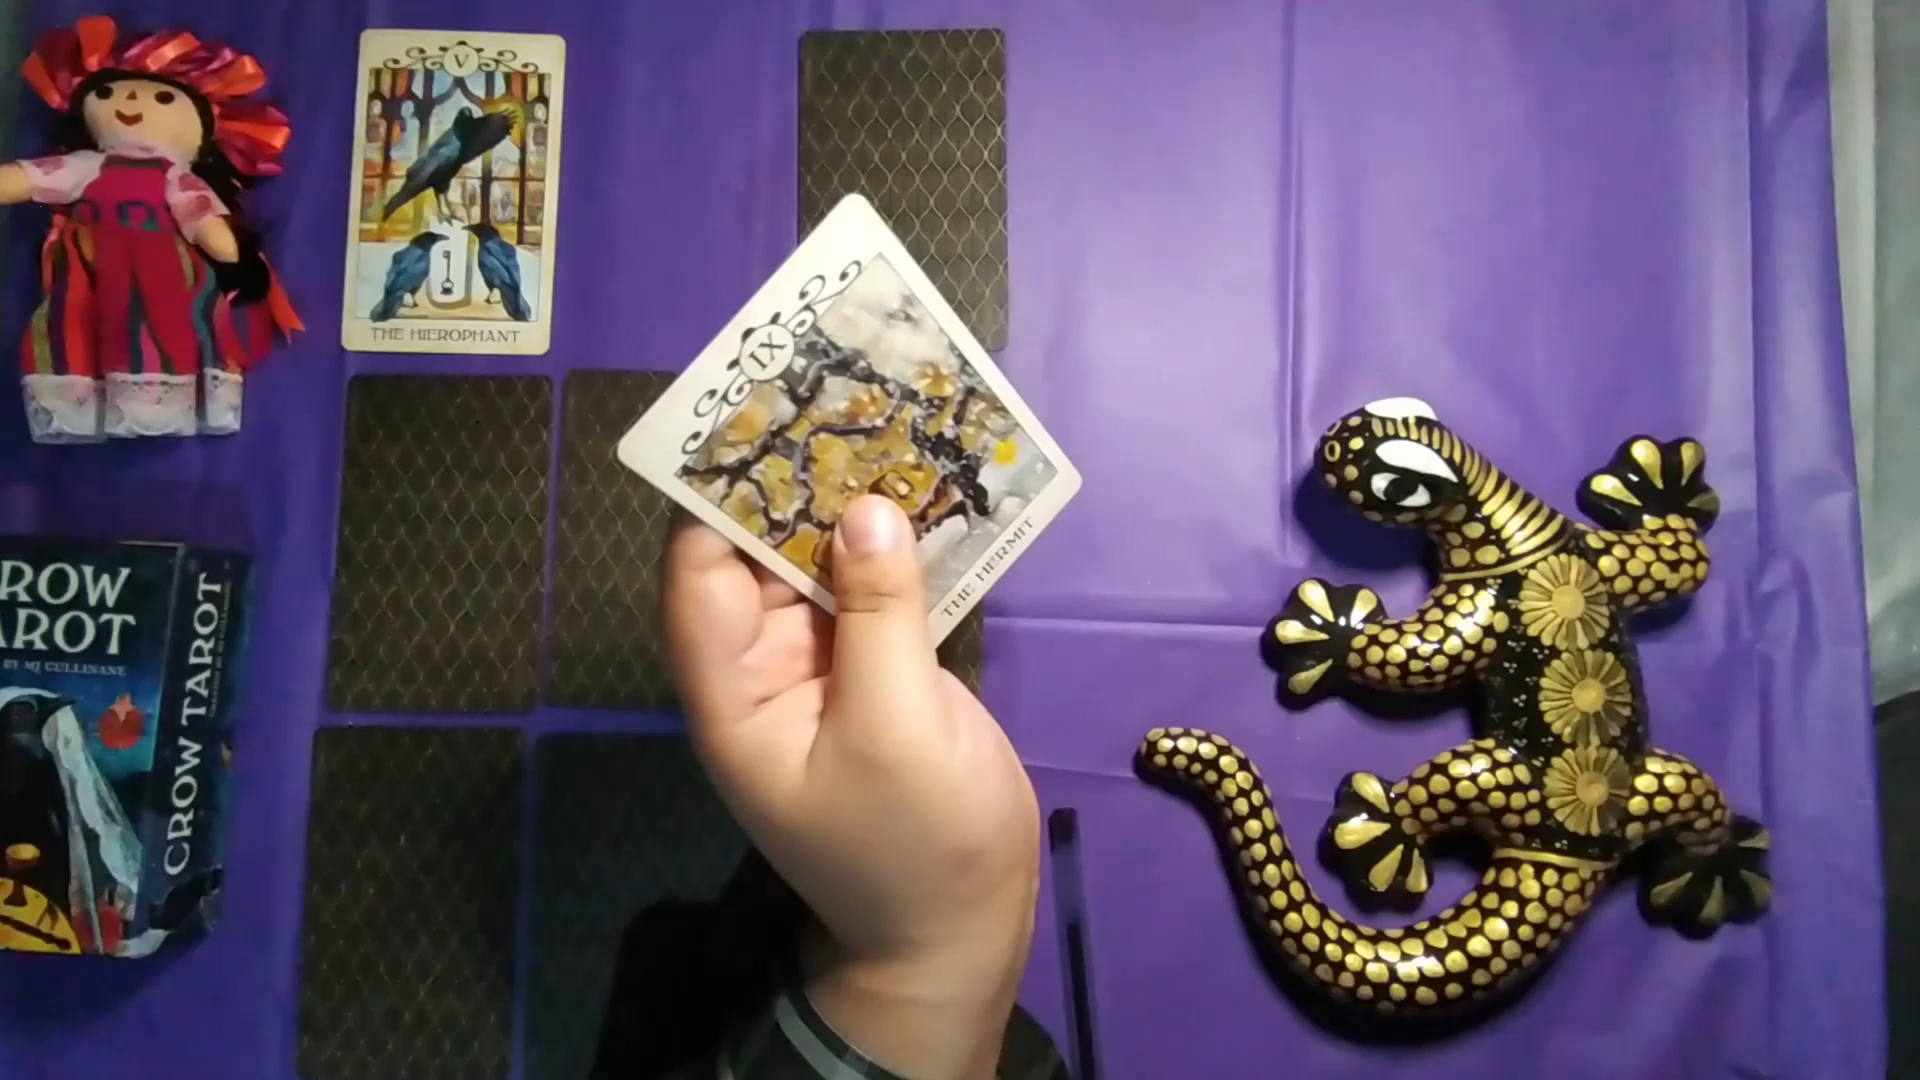 V
THE HIEROPHANT
IX
THE HERMIT
ROW
AROT
BY MJ CULLINANE
CROW TAROT